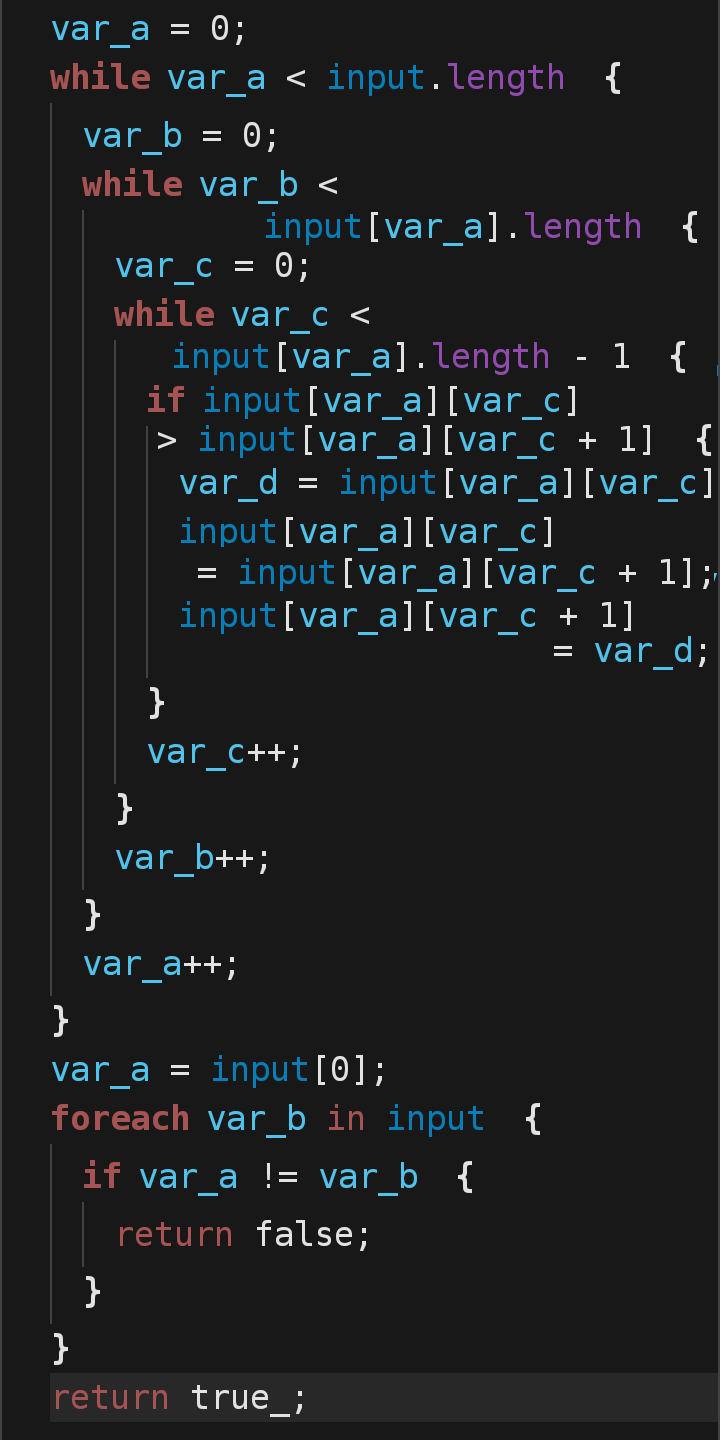 var_a = 0;
while var_a < input.length {
var_b = 0;
while var_b <
input[var_a].length {
var_c = 0;
while var_c <
input[var_a].length - 1 {
if input[var_a][var_c]
> input[var_a][var_c + 1] {
var_d = input[var_a][var_c]
input[var_a][var_c]
= input[var_a][var_c + 1];
input[var_a][var_c + 1]
= var_d;
}
var_c++;
}
var_b++;
}
var_a++;
}
var_a = input[0];
foreach var_b in input {
if var_a != var_b {
return false;
}
}
return true_;